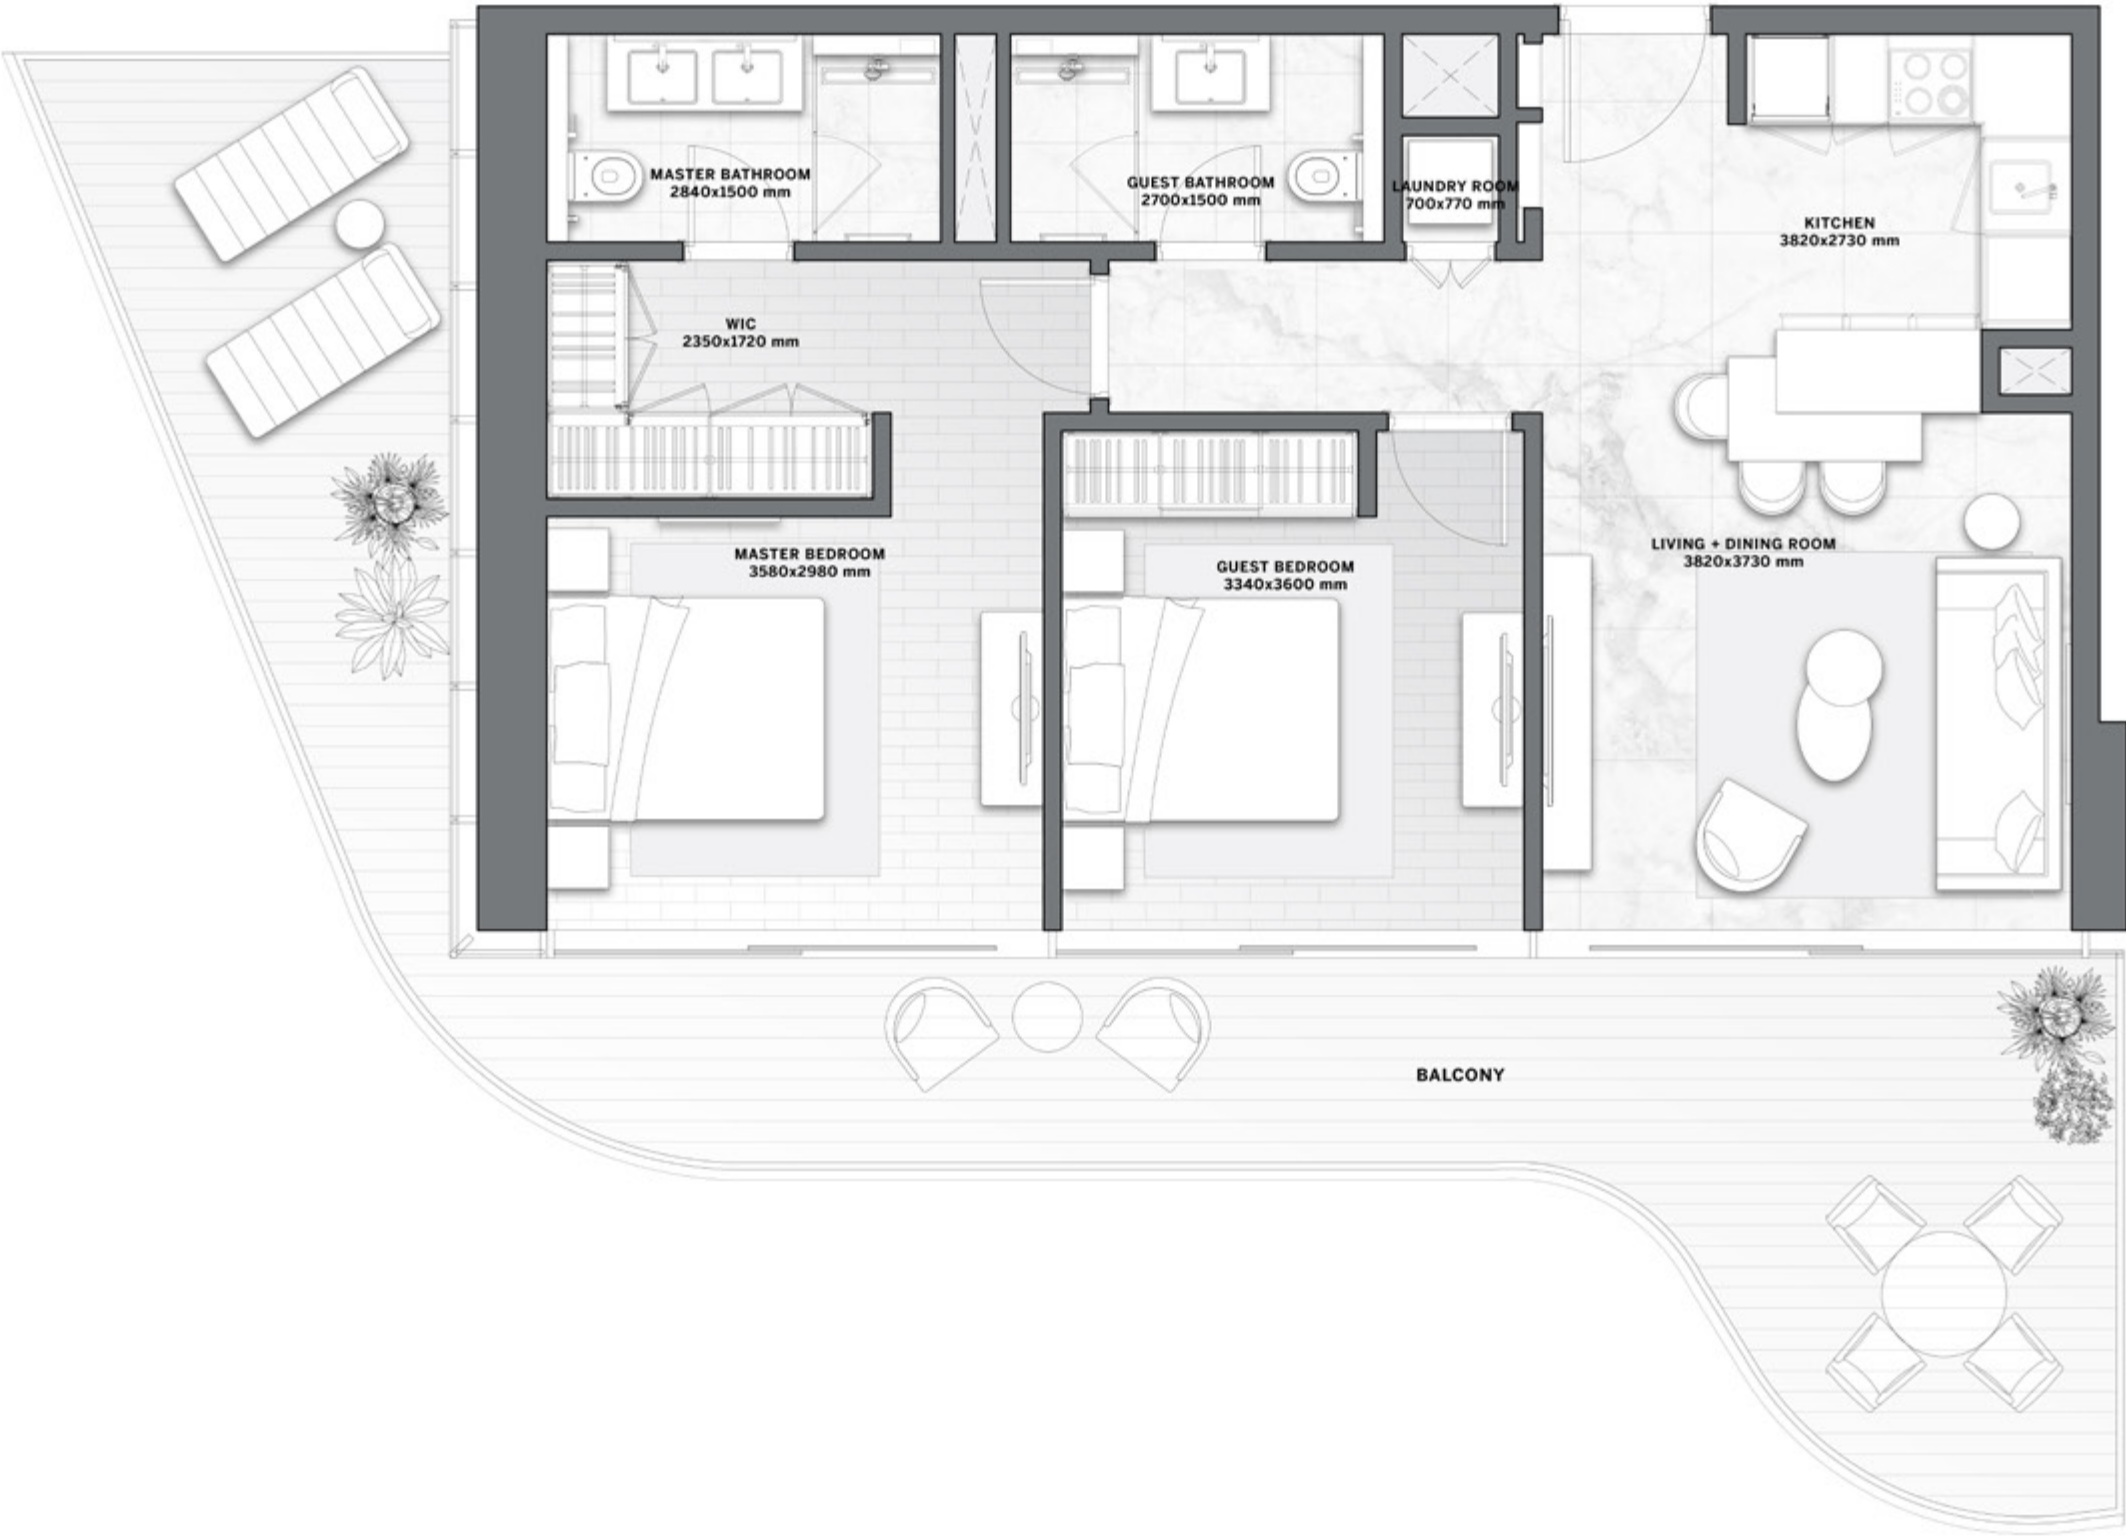 MASTER BATHROOM
2840x1500 mm
GUEST BATHROOM
2700x1500 mm
LAUNDRY ROOM
700x770 mm
KITCHEN
3820x2730 mm
WIC
2350x1720 mm
MASTER BEDROOM
3580x2980 mm
GUEST BEDROOM
3340x3600 mm
LIVING + DINING ROOM
3820x3730 mm
BALCONY